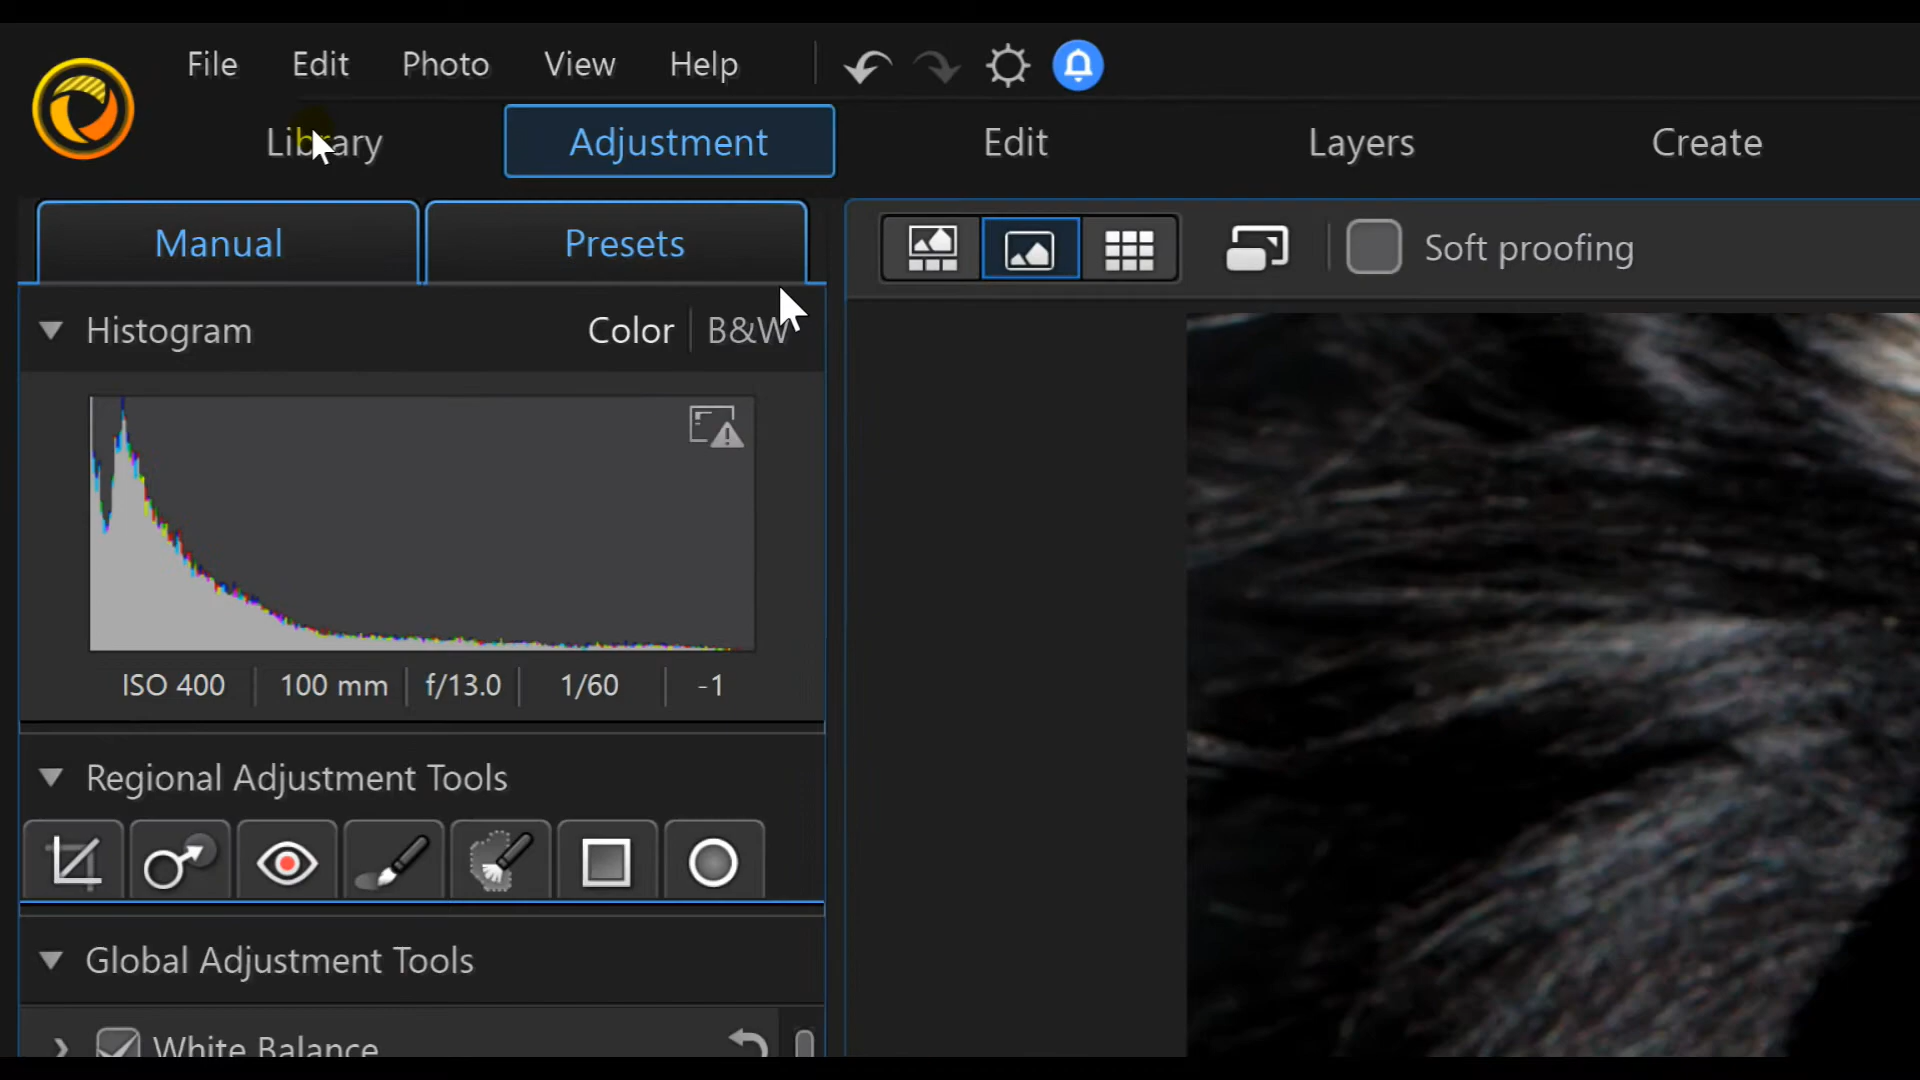 File Edit Photo View Help
Library Adjustment Edit Layers Create
Manual Presets
Soft proofing
Histogram Color B&W
ISO 400 100 mm f/13.0 1/60 -1
Regional Adjustment Tools
Global Adjustment Tools
White Balance